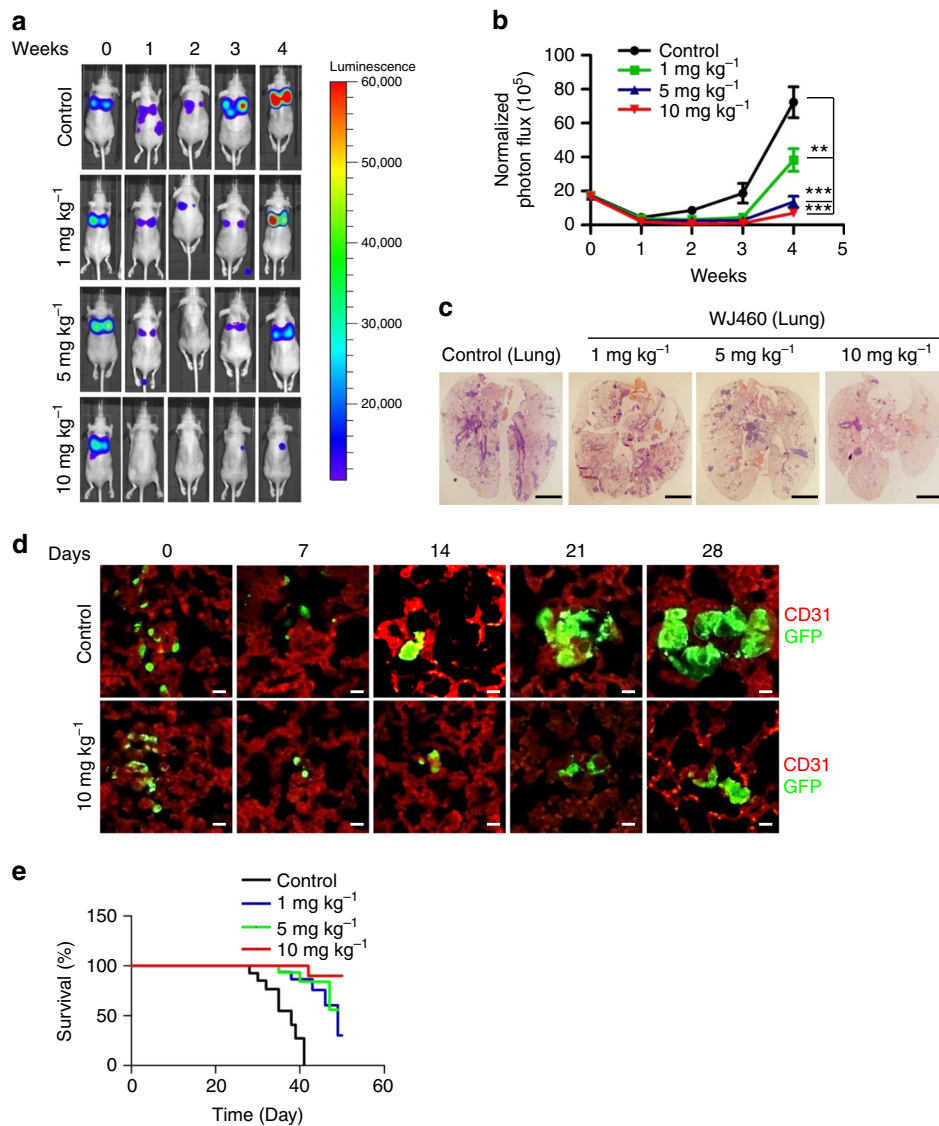 a
Weeks 0 1 2 3 4
Control
1 mg kg⁻¹
5 mg kg⁻¹
10 mg kg⁻¹
Luminescence
60,000
50,000
40,000
30,000
20,000
b
Normalized
photon flux (10⁵)
100
80
60
40
20
0
0 1 2 3 4 5
Weeks
Control
1 mg kg⁻¹
5 mg kg⁻¹
10 mg kg⁻¹
**
***
***
c
WJ460 (Lung)
Control (Lung) 1 mg kg⁻¹ 5 mg kg⁻¹ 10 mg kg⁻¹
d
Days 0 7 14 21 28
Control
CD31
GFP
10 mg kg⁻¹
CD31
GFP
e
Control
1 mg kg⁻¹
5 mg kg⁻¹
10 mg kg⁻¹
Survival (%)
150
100
50
0
0 20 40 60
Time (Day)